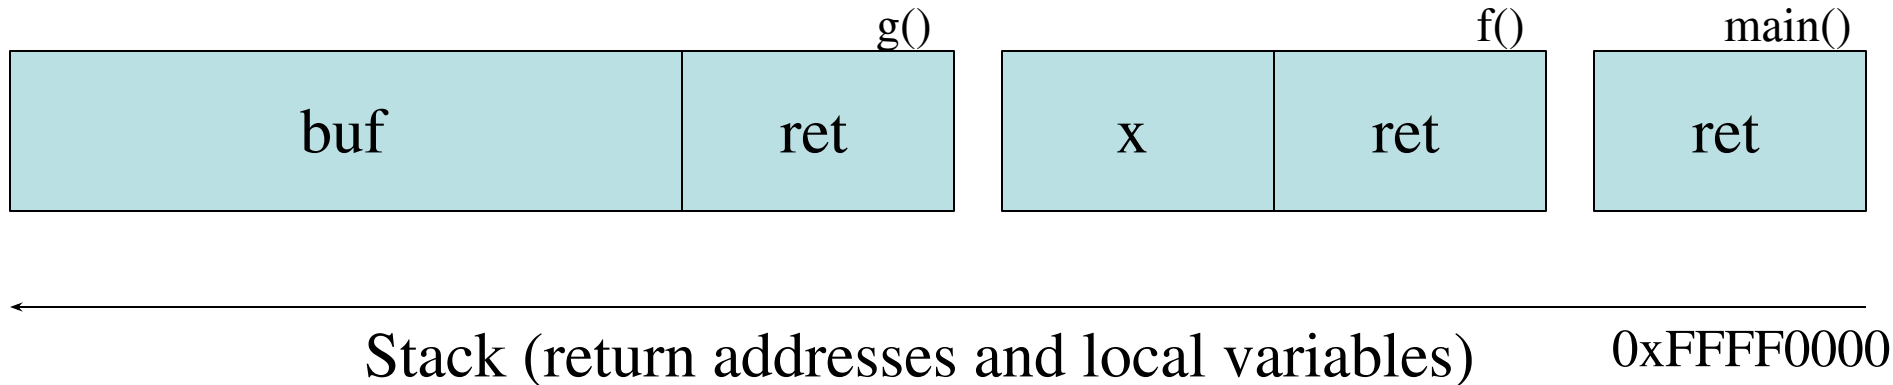 g() f() main()
buf ret x ret ret
Stack (return addresses and local variables) 0xFFFF0000